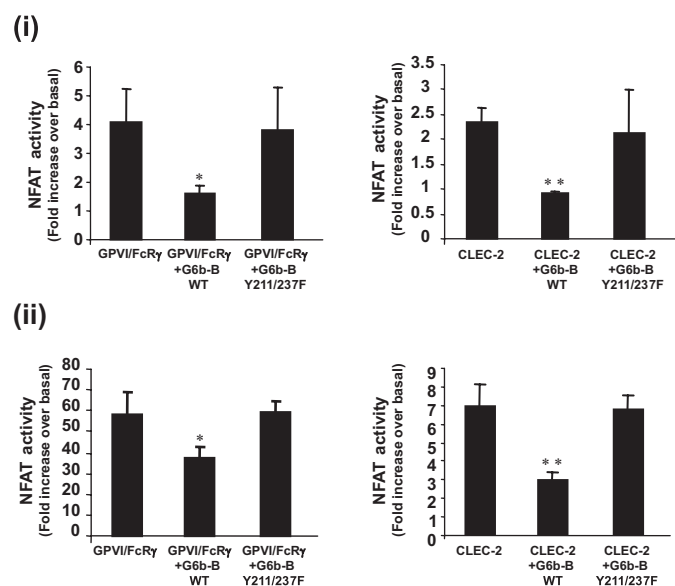 (i)
NFAT activity
(Fold increase over basal)
6
5
4
3
2
1
0
*
GPVI/FcRγ
GPVI/FcRγ
+G6b-B
WT
GPVI/FcRγ
+G6b-B
Y211/237F
NFAT activity
(Fold increase over basal)
3.5
3
2.5
2
1.5
1
0.5
0
* *
CLEC-2
CLEC-2
+G6b-B
WT
CLEC-2
+G6b-B
Y211/237F
(ii)
NFAT activity
(Fold increase over basal)
80
70
60
50
40
30
20
10
0
*
GPVI/FcRγ
GPVI/FcRγ
+G6b-B
WT
GPVI/FcRγ
+G6b-B
Y211/237F
NFAT activity
(Fold increase over basal)
9
8
7
6
5
4
3
2
1
0
* *
CLEC-2
CLEC-2
+G6b-B
WT
CLEC-2
+G6b-B
Y211/237F